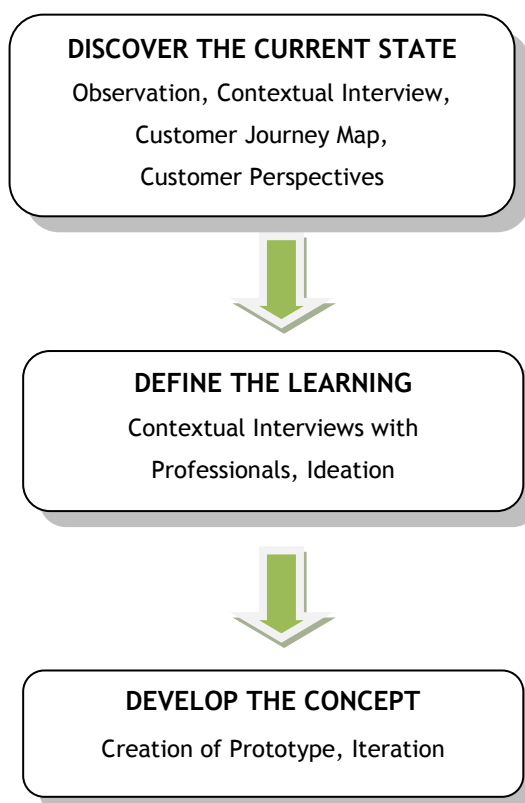 DISCOVER THE CURRENT STATE
Observation, Contextual Interview,
Customer Journey Map,
Customer Perspectives
DEFINE THE LEARNING
Contextual Interviews with
Professionals, Ideation
DEVELOP THE CONCEPT
Creation of Prototype, Iteration